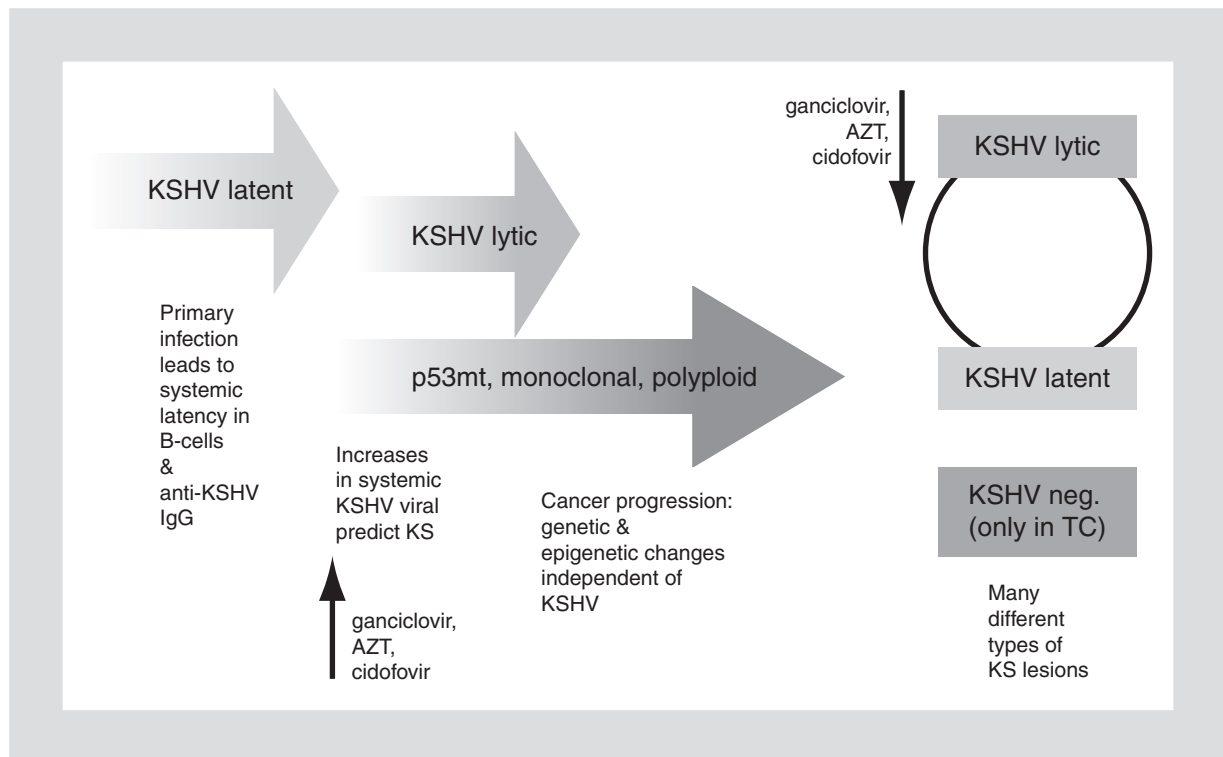 KSHV latent
KSHV lytic
p53mt, monoclonal, polyploid
Primary
infection
leads to
systemic
latency in
B-cells
&
anti-KSHV
IgG
Increases
in systemic
KSHV viral
predict KS
ganciclovir,
AZT,
cidofovir
Cancer progression:
genetic &
epigenetic changes
independent of
KSHV
ganciclovir,
AZT,
cidofovir
KSHV lytic
KSHV latent
KSHV neg.
(only in TC)
Many
different
types of
KS lesions